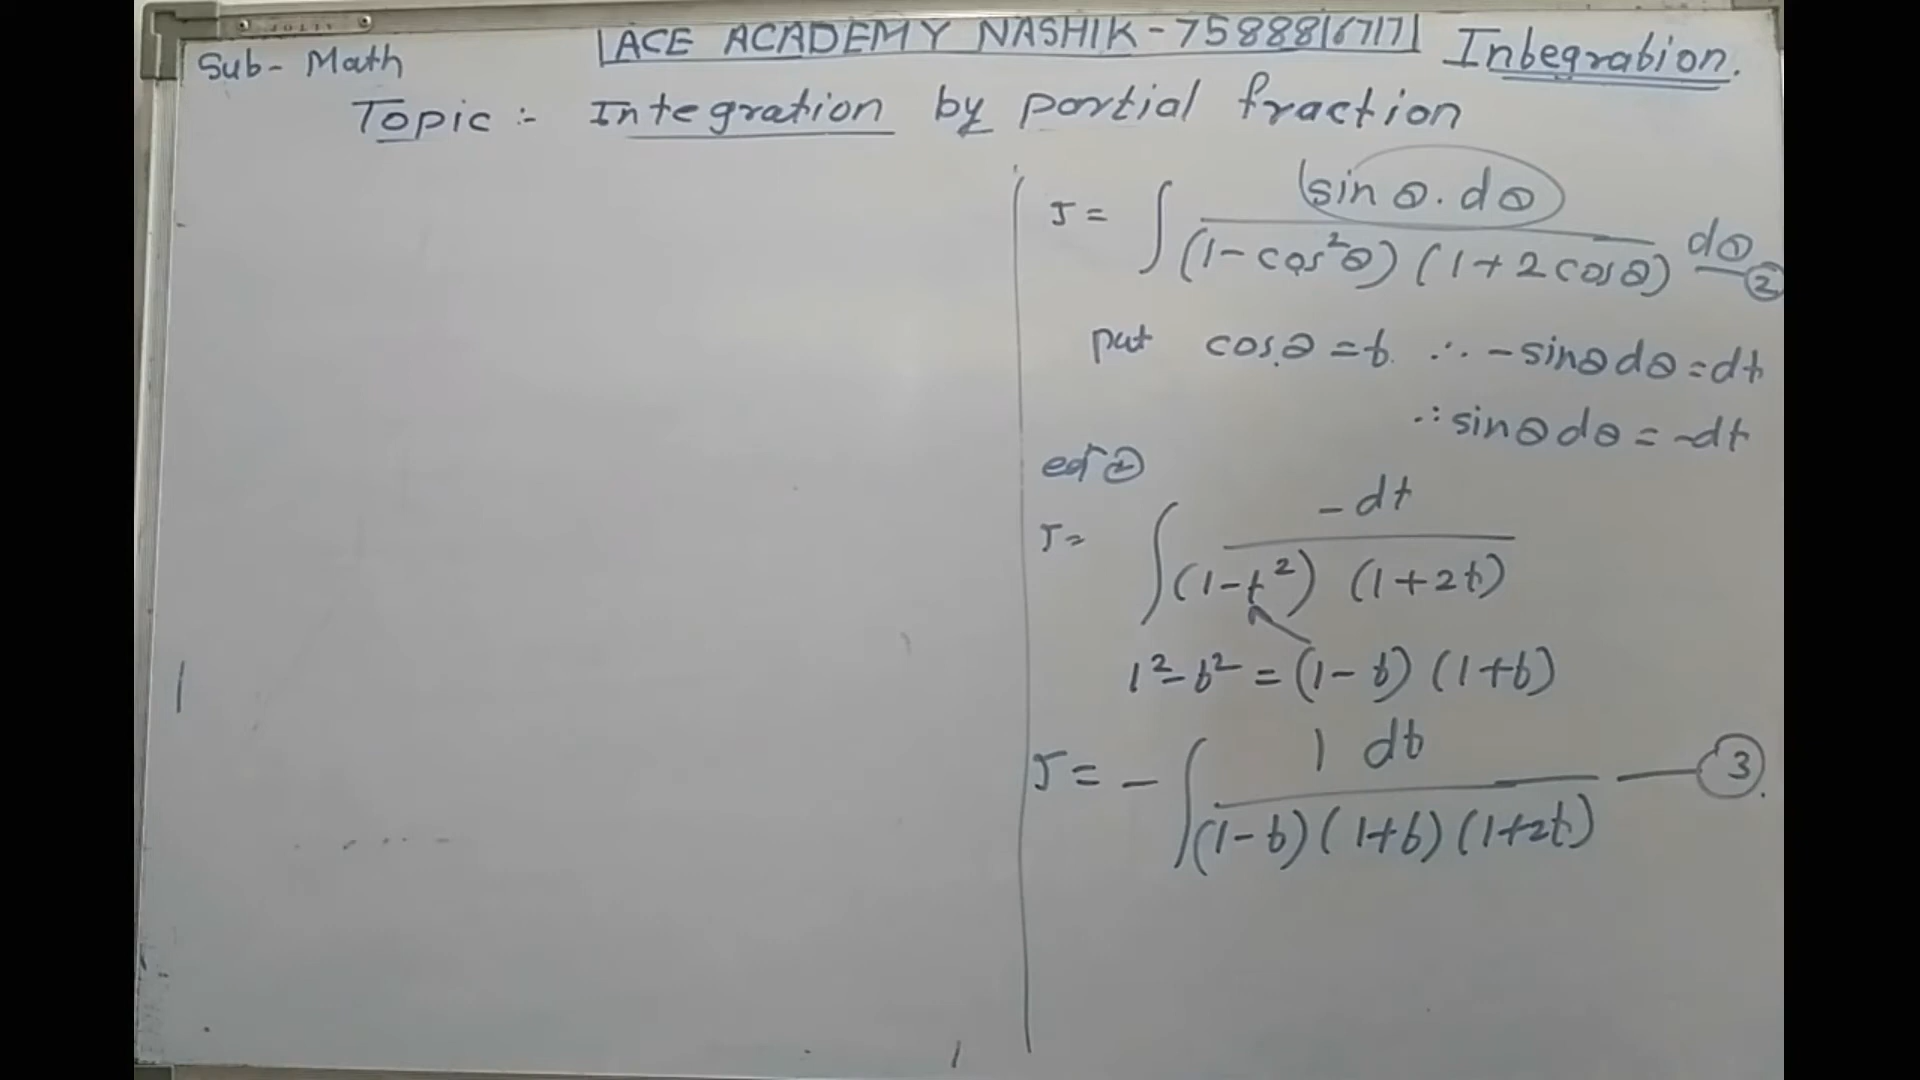 Sub- Math
ACE ACADEMY NASHIK - 7588816717
Integration.
Topic :- Integration by partial fraction
I = ∫ sin θ. dθ / (1 - cos²θ) (1 + 2 cos θ) dθ — ②
put cos θ = t ∴ - sin θ dθ = dt
∴ sin θ dθ = -dt
eqⁿ ②
I = ∫ - dt / (1 - t²) (1 + 2t)
1² - t² = (1 - t) (1 + t)
I = - ∫ 1 dt / (1 - t) (1 + t) (1 + 2t) — ③.